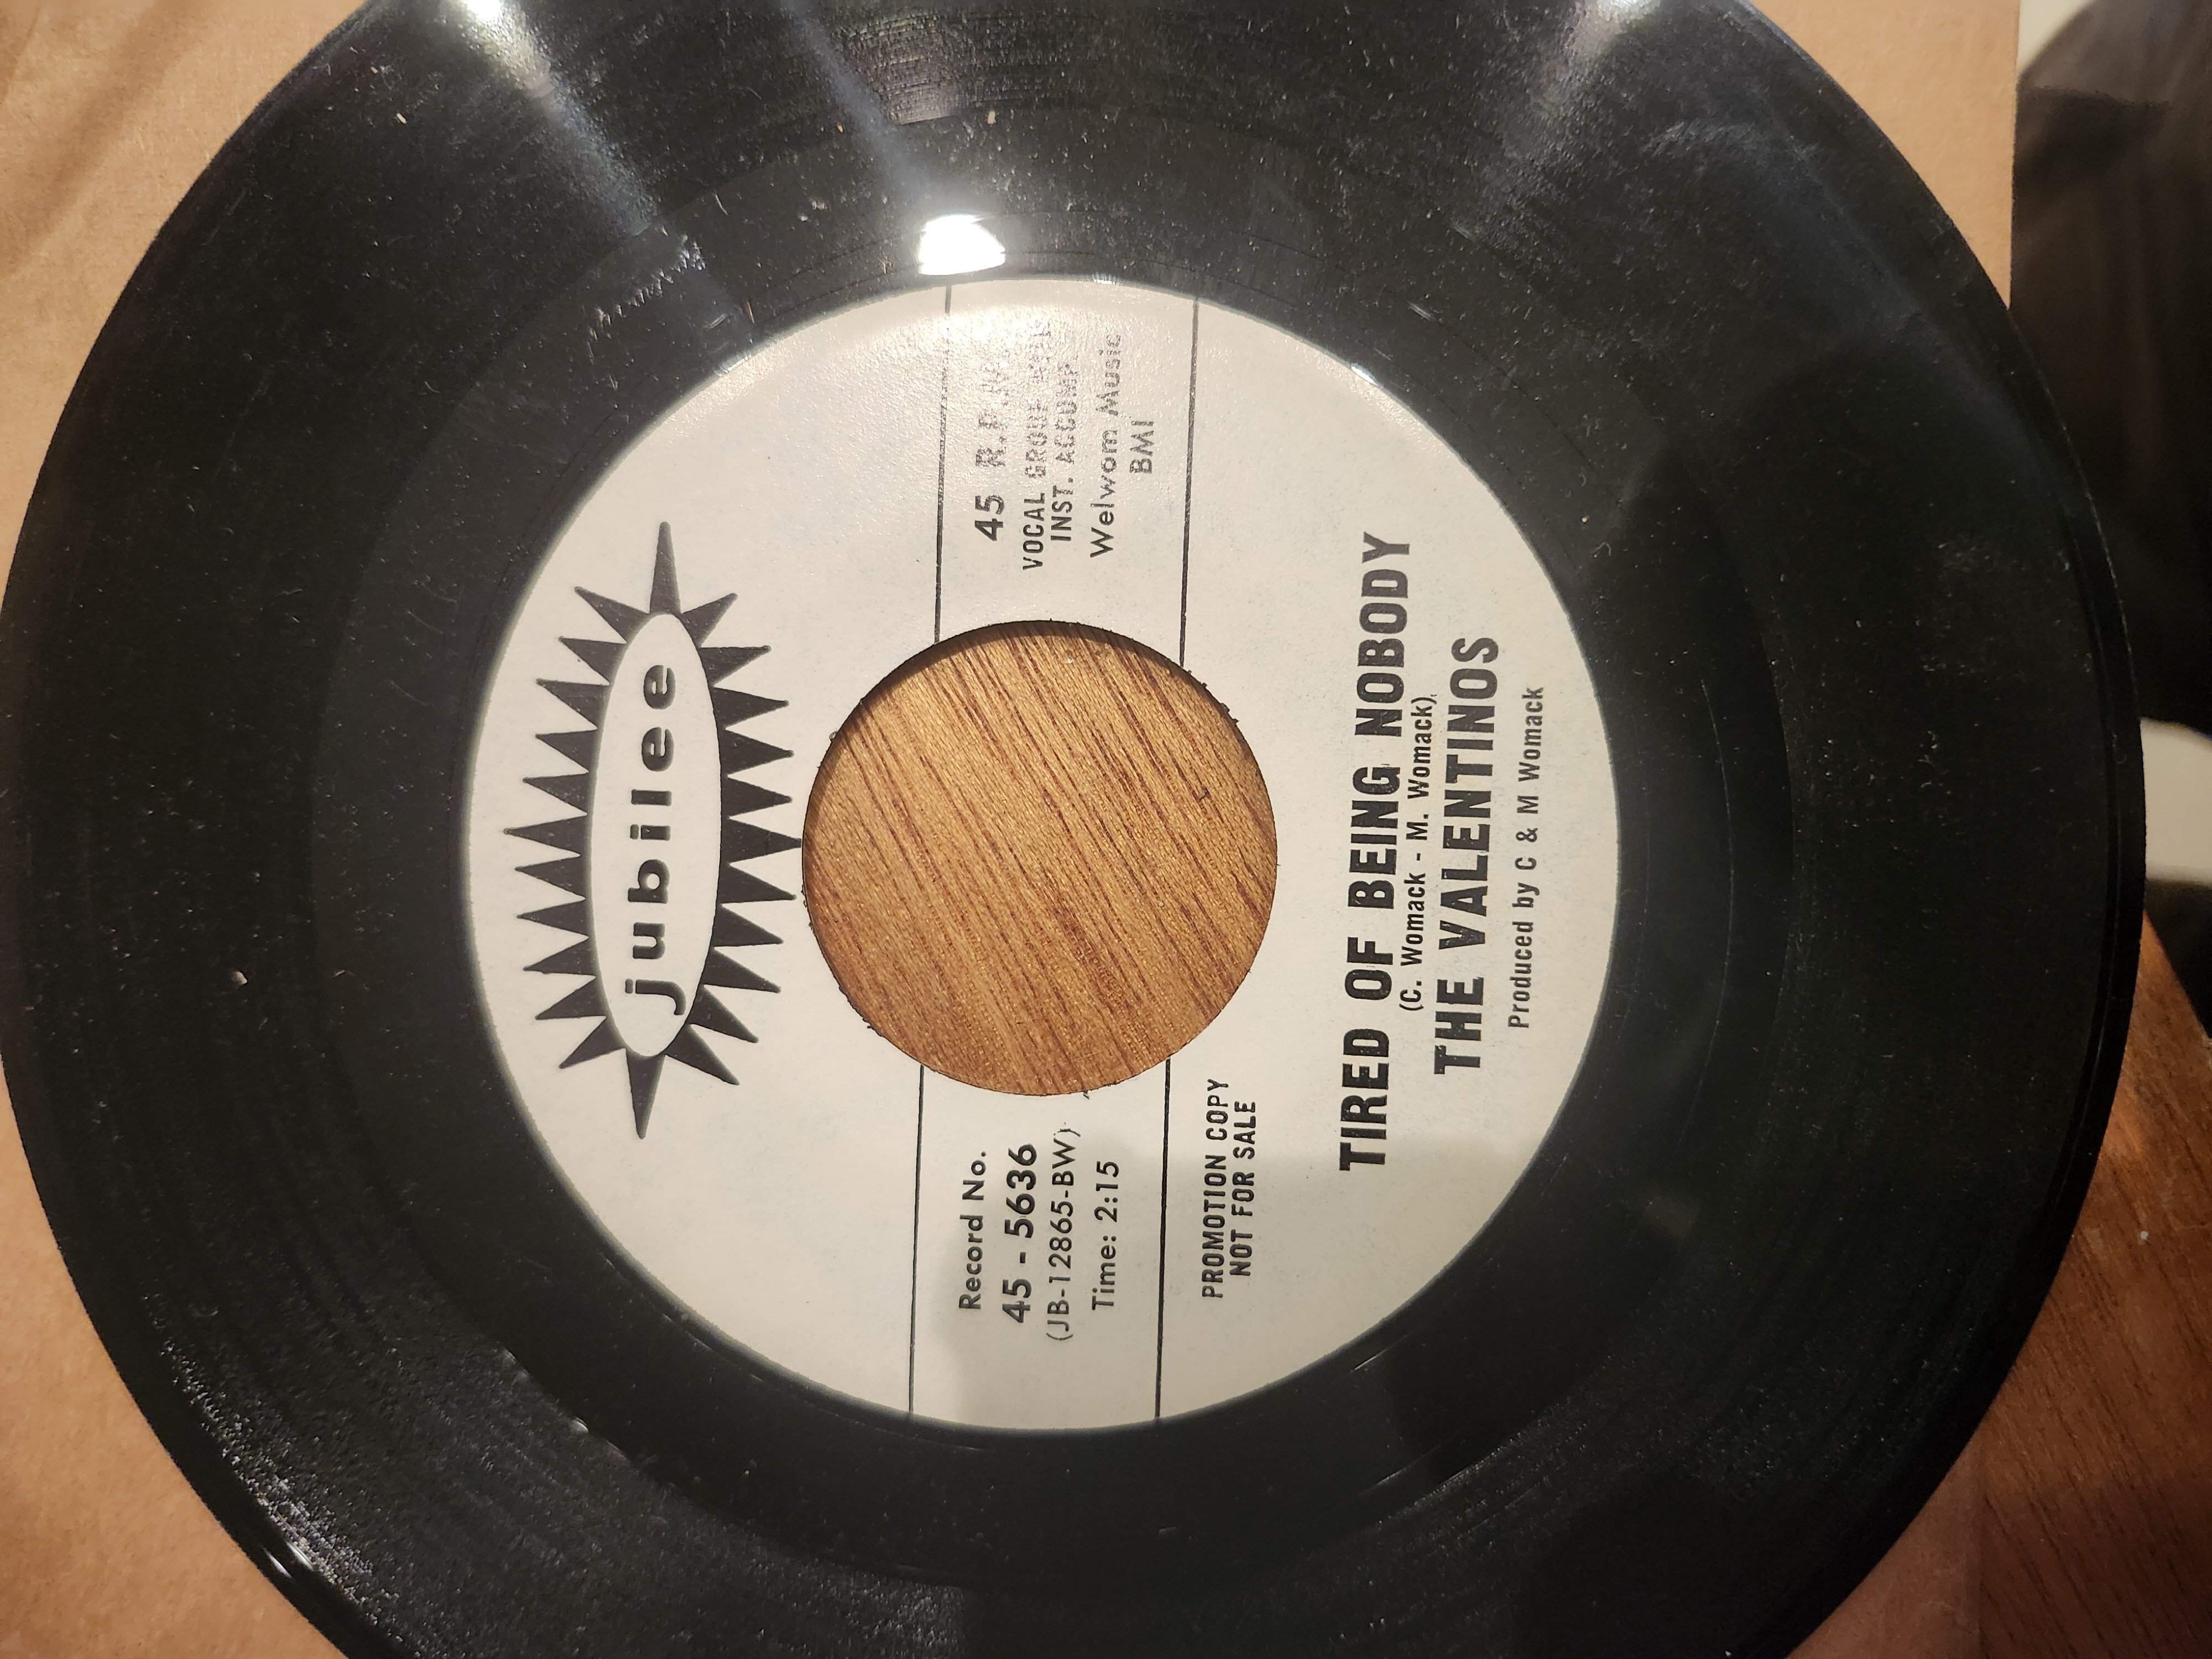 jubilee
Record No.
45 - 5636
(JB-12865-BW)
Time: 2:15
45 R.P.M.
VOCAL GROUP WITH
INST. ACCOMP.
Welwom Music
BMI
PROMOTION COPY
NOT FOR SALE
TIRED OF BEING NOBODY
(C. Womack - M. Womack)
THE VALENTINOS
Produced by C & M Womack